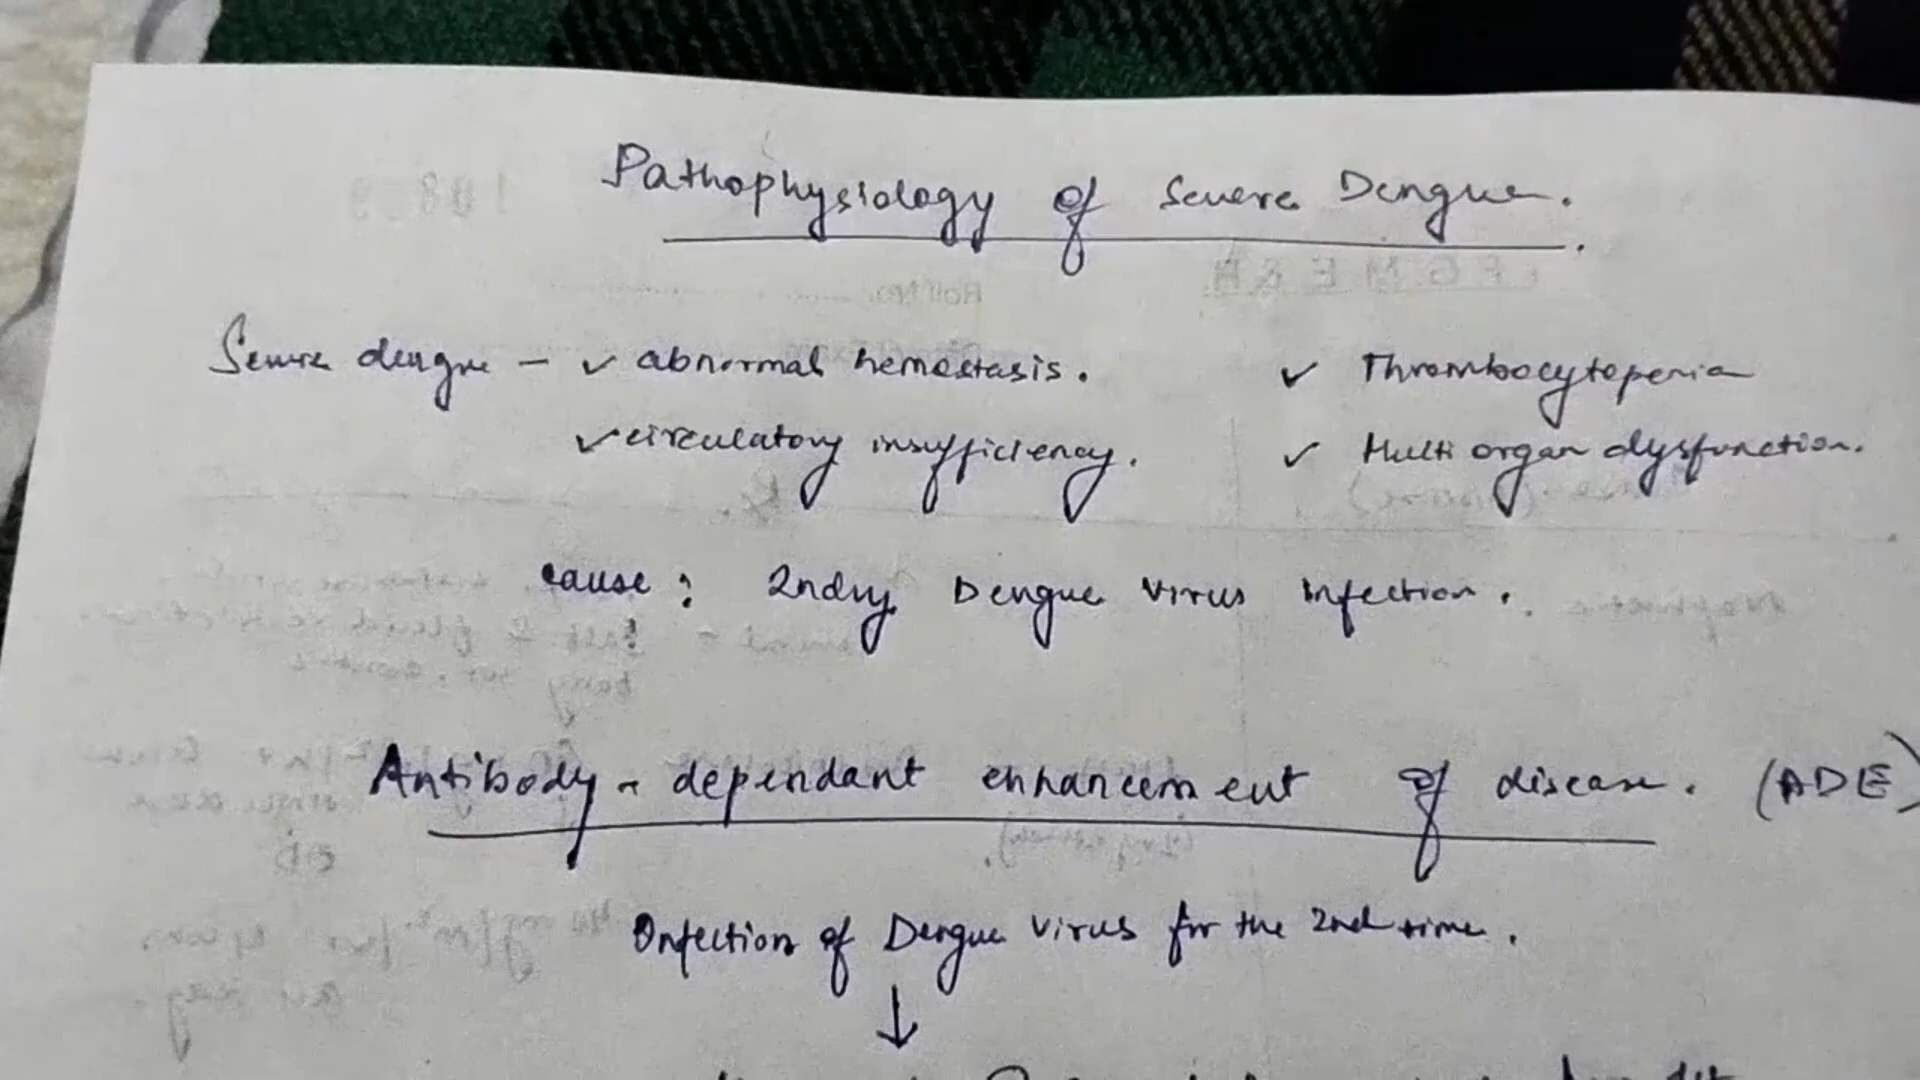 Pathophysiology of Severe Dengue.
Severe dengue – ✓ abnormal hemostasis. ✓ Thrombocytopenia
✓ circulatory insufficiency. ✓ Multi organ dysfunction.
cause : 2ndry Dengue Virus Infection.
Antibody - dependant enhancement of disease. (ADE)
Infection of Dengue Virus for the 2nd time.
↓